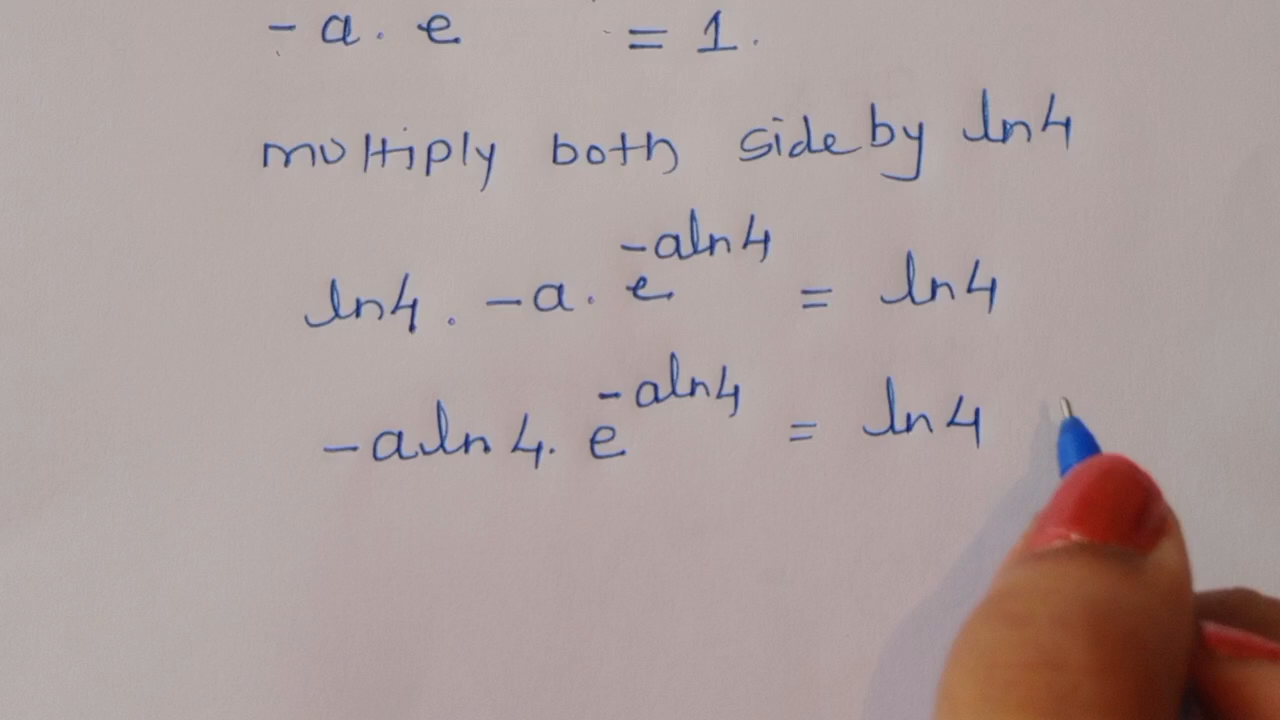 - a . e = 1 .
multiply both side by ln4
ln4 . -a . e^-aln4 = ln4
-aln4 . e^-aln4 = ln4